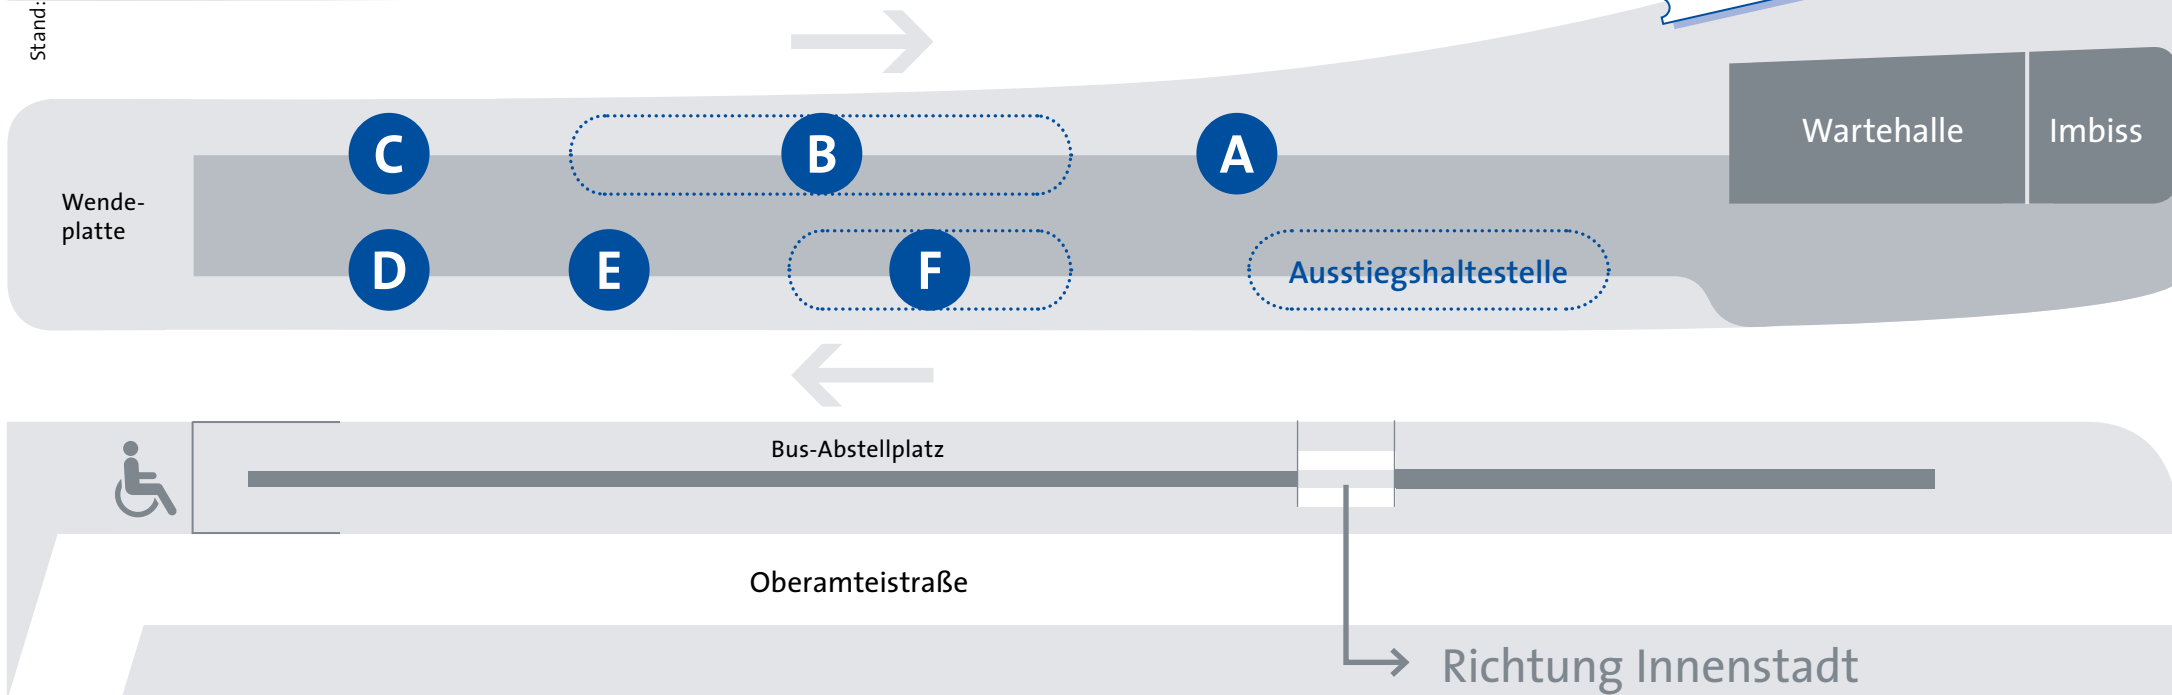 Stand:
C
B
A
Wartehalle
Imbiss
Wende-
platte
D
E
F
Ausstiegshaltestelle
Bus-Abstellplatz
Oberamteistraße
Richtung Innenstadt